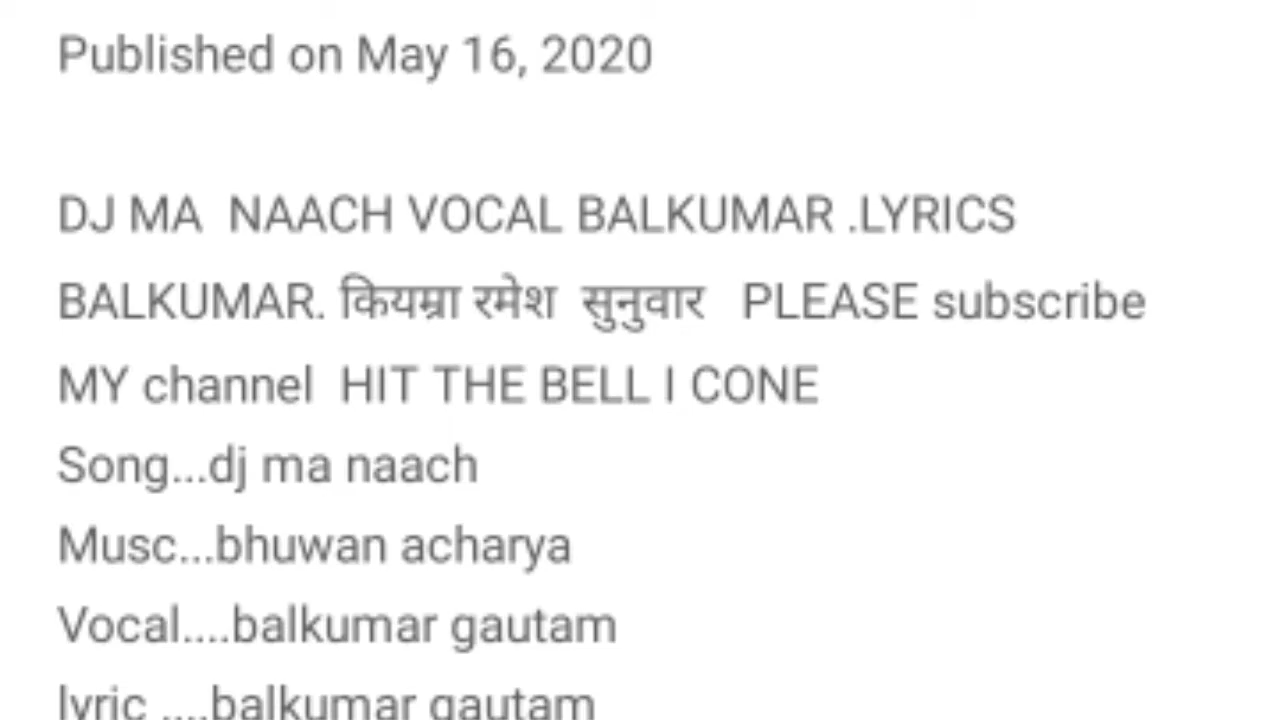 Published on May 16, 2020
DJ MA  NAACH VOCAL BALKUMAR .LYRICS
BALKUMAR. कियम्रा रमेश  सुनुवार   PLEASE subscribe
MY channel  HIT THE BELL I CONE
Song...dj ma naach
Musc...bhuwan acharya
Vocal....balkumar gautam
lyric ....balkumar gautam